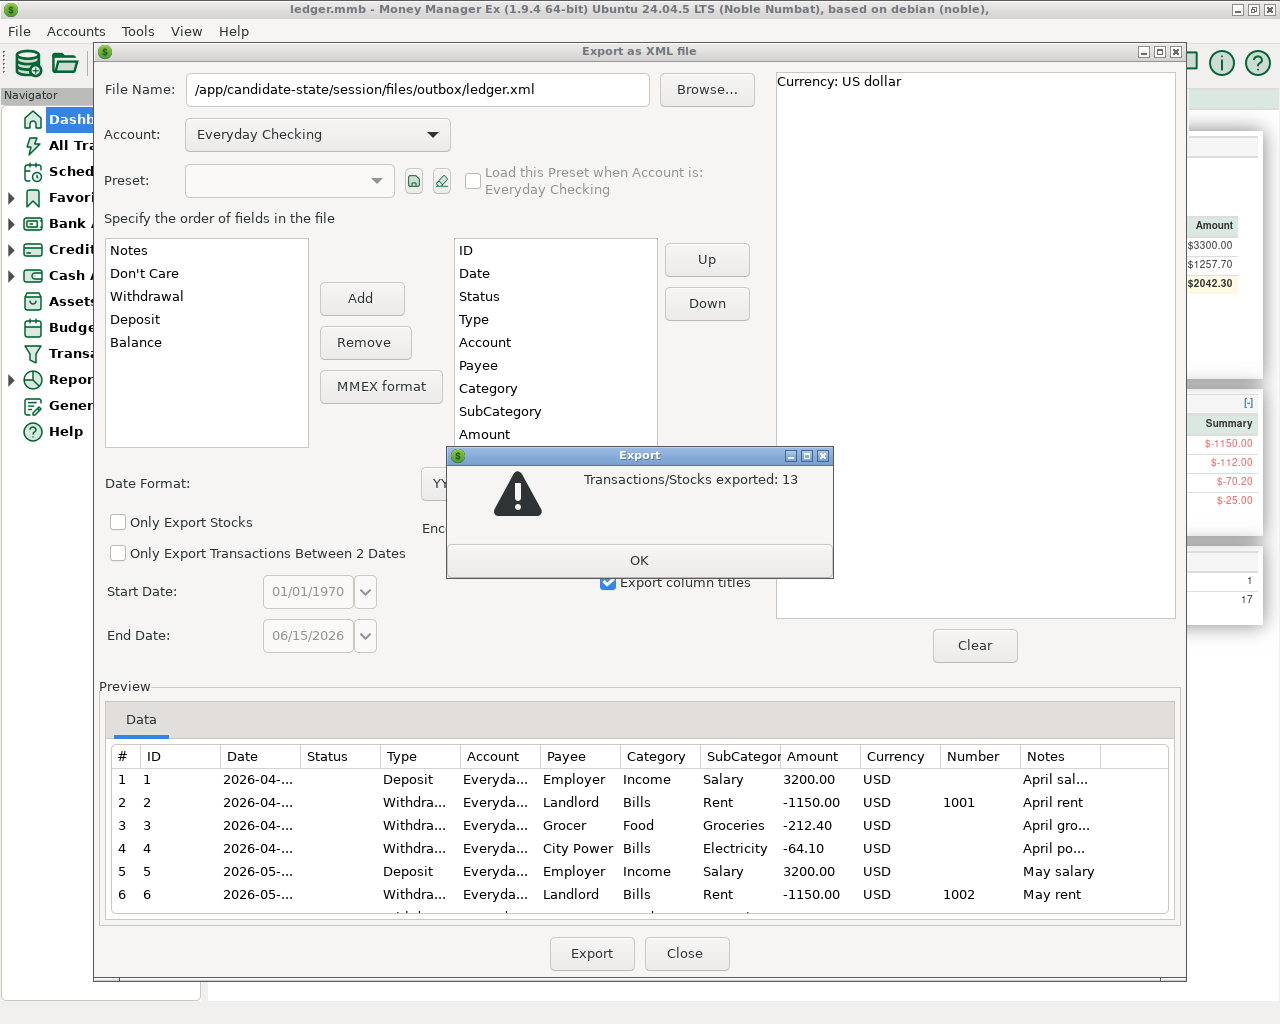 ledger.mmb - Money Manager Ex (1.9.4 64-bit) Ubuntu 24.04.5 LTS (Noble Numbat), based on debian (noble),
File Accounts Tools View Help
Export as XML file
Navigator
Dashb
All Tra
Sched
Favori
Bank A
Credit
Cash A
Assets
Budge
Transa
Repor
Gener
Help
File Name: /app/candidate-state/session/files/outbox/ledger.xml Browse...
Account: Everyday Checking
Preset: Load this Preset when Account is:
Everyday Checking
Specify the order of fields in the file
Notes
Don't Care
Withdrawal
Deposit
Balance
Add
Remove
MMEX format
ID
Date
Status
Type
Account
Payee
Category
SubCategory
Amount
Up
Down
Currency: US dollar
Date Format: YY
Only Export Stocks
Enc
Only Export Transactions Between 2 Dates
Start Date: 01/01/1970
Export column titles
End Date: 06/15/2026
Clear
Export
Transactions/Stocks exported: 13
OK
Preview
Data
# ID Date Status Type Account Payee Category SubCategor Amount Currency Number Notes
1 1 2026-04-... Deposit Everyda... Employer Income Salary 3200.00 USD April sal...
2 2 2026-04-... Withdra... Everyda... Landlord Bills Rent -1150.00 USD 1001 April rent
3 3 2026-04-... Withdra... Everyda... Grocer Food Groceries -212.40 USD April gro...
4 4 2026-04-... Withdra... Everyda... City Power Bills Electricity -64.10 USD April po...
5 5 2026-05-... Deposit Everyda... Employer Income Salary 3200.00 USD May salary
6 6 2026-05-... Withdra... Everyda... Landlord Bills Rent -1150.00 USD 1002 May rent
Export Close
Amount
$3300.00
$1257.70
$2042.30
[-]
Summary
$-1150.00
$-112.00
$-70.20
$-25.00
1
17